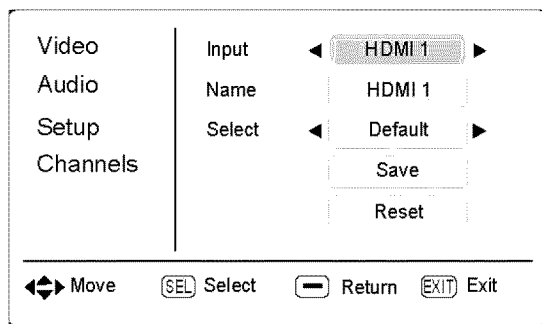 Video
Audio
Setup
Channels
Input HDMI 1
Name HDMI 1
Select Default
Save
Reset
Move SEL Select Return EXIT Exit